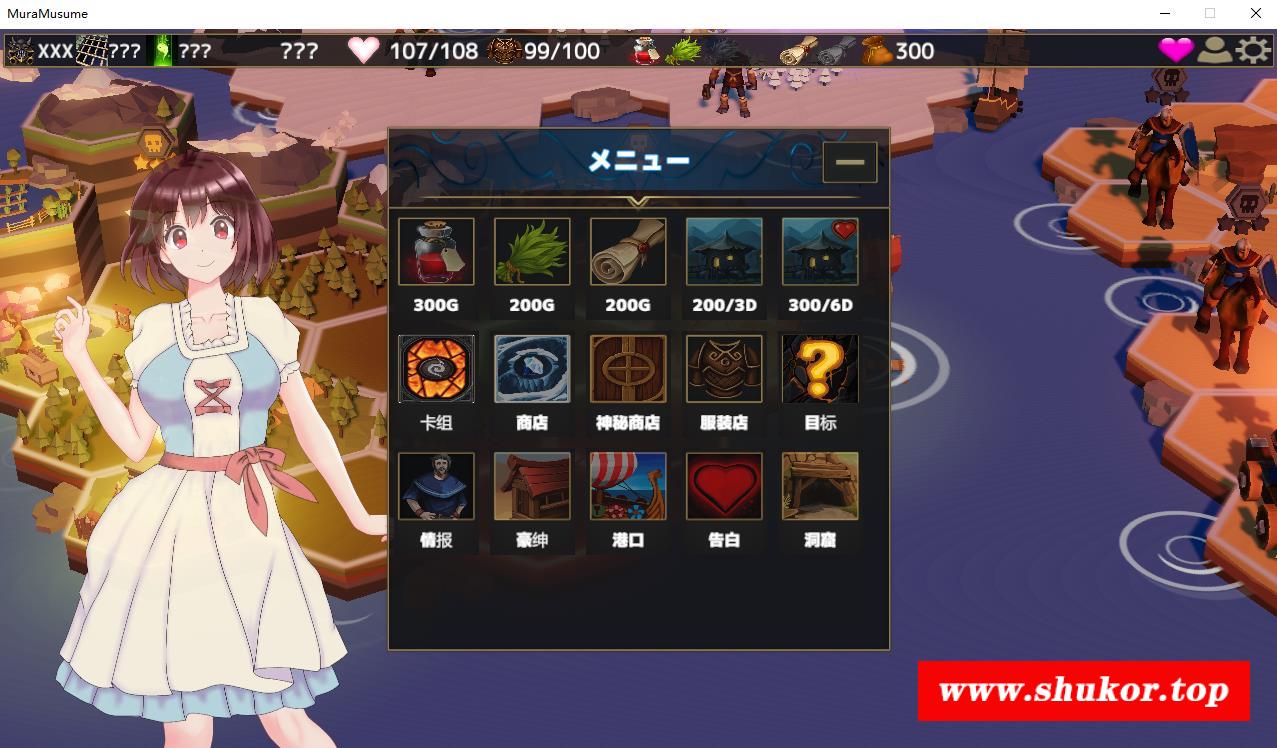 MuraMusume
XXX ??? ??? ??? 107/108 99/100 300
メニュー
300G 200G 200G 200/3D 300/6D
卡组 商店 神秘商店 服装店 目标
情报 豪绅 港口 告白 洞窟
www.shukor.top